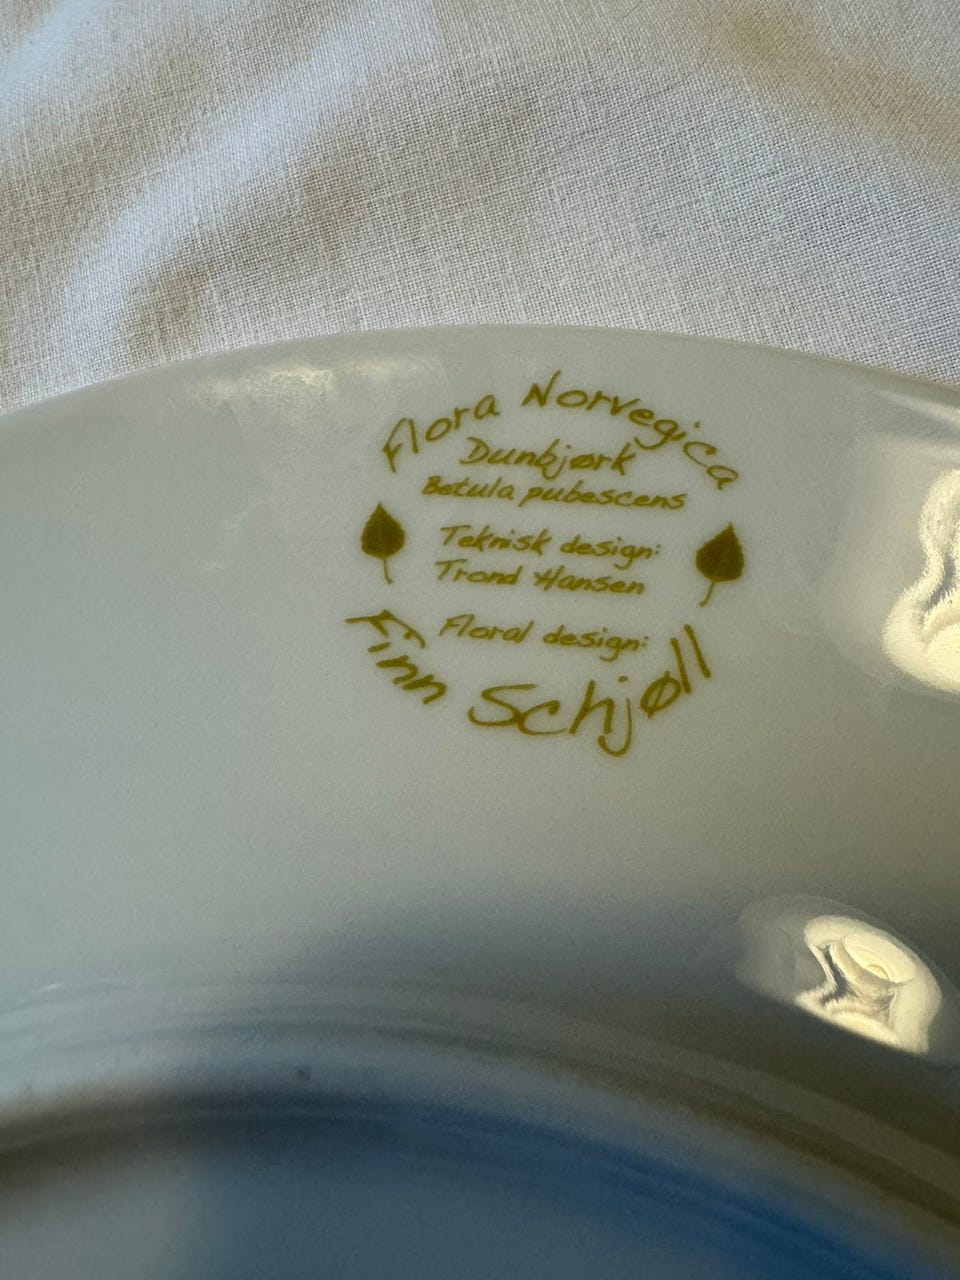 Flora Norvegica
Dunbjørk
Betula pubescens
Teknisk design:
Trond Hansen
Floral design:
Finn Schjøll